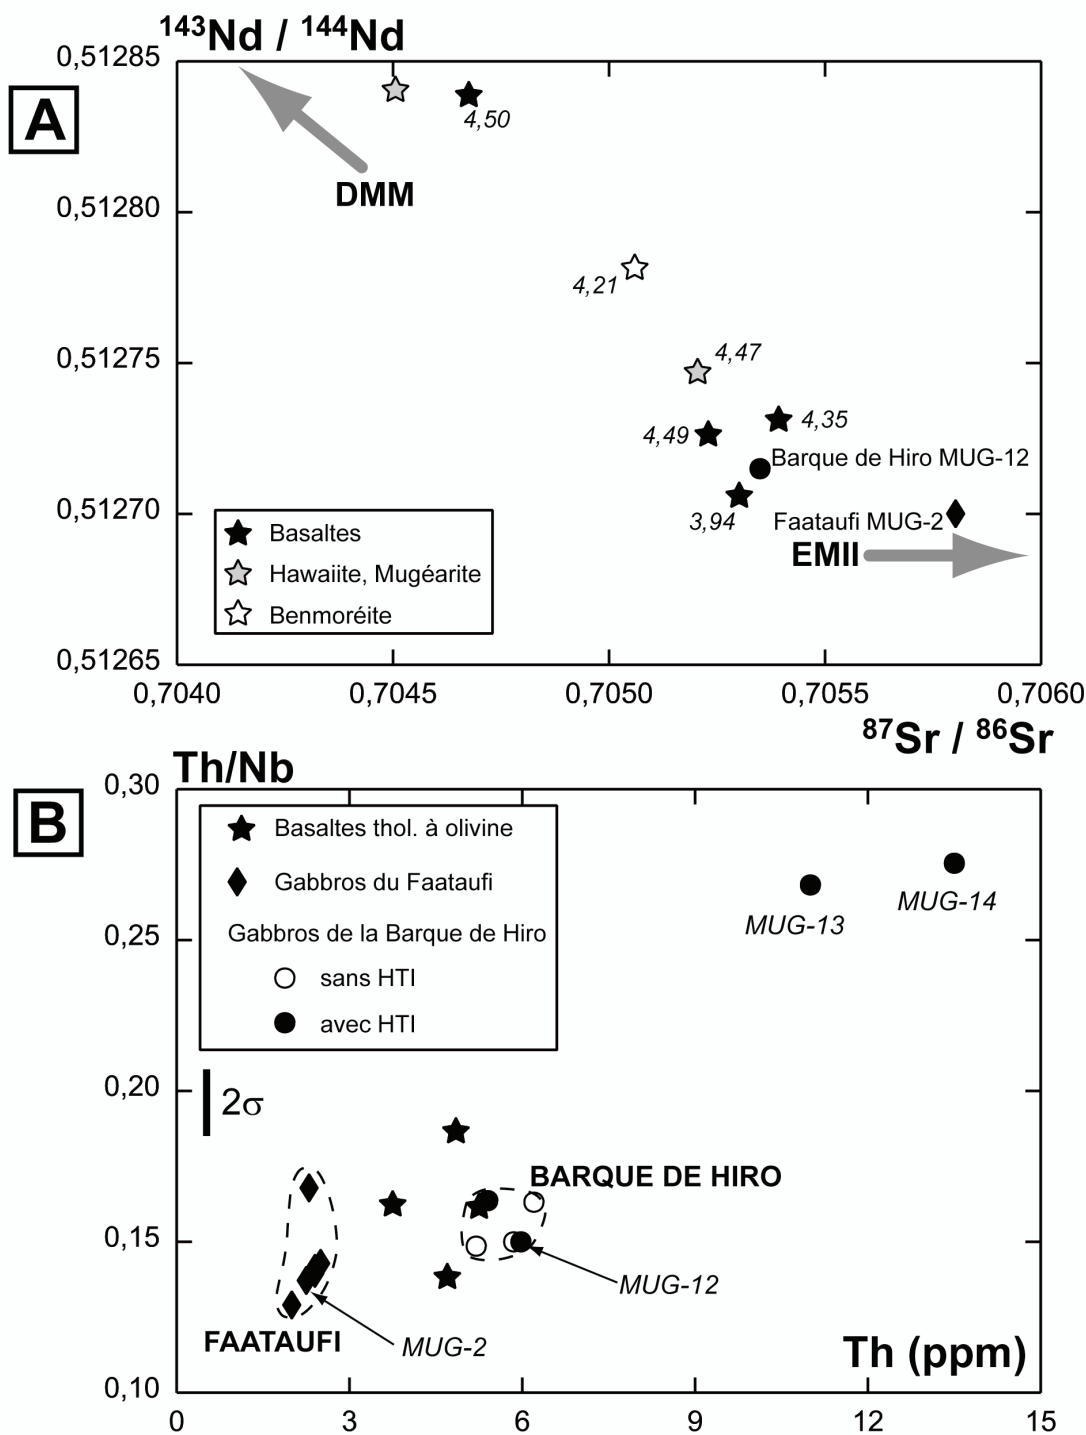 ¹⁴³Nd / ¹⁴⁴Nd
0,51285
A
4,50
DMM
0,51280
4,21
0,51275
4,47
4,49
4,35
Barque de Hiro MUG-12
3,94
0,51270
Faataufi MUG-2
EMII
Basaltes
Hawaiite, Mugéarite
Benmoréite
0,51265
0,7040 0,7045 0,7050 0,7055 0,7060
⁸⁷Sr / ⁸⁶Sr
Th/Nb
0,30
B
Basaltes thol. à olivine
Gabbros du Faataufi
Gabbros de la Barque de Hiro
sans HTI
avec HTI
MUG-13
MUG-14
0,25
0,20
2σ
BARQUE DE HIRO
0,15
MUG-12
FAATAUFI
MUG-2
Th (ppm)
0,10
0 3 6 9 12 15